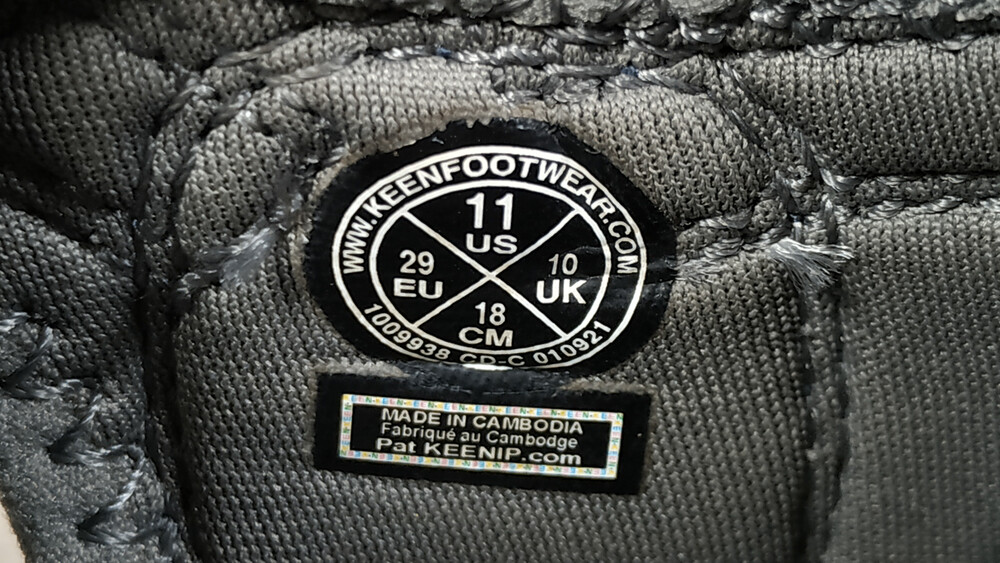 WWW.KEENFOOTWEAR.COM
11
US
29
EU
10
UK
18
CM
1009938 CD-C 010921
MADE IN CAMBODIA
Fabriqué au Cambodge
Pat KEENIP.com